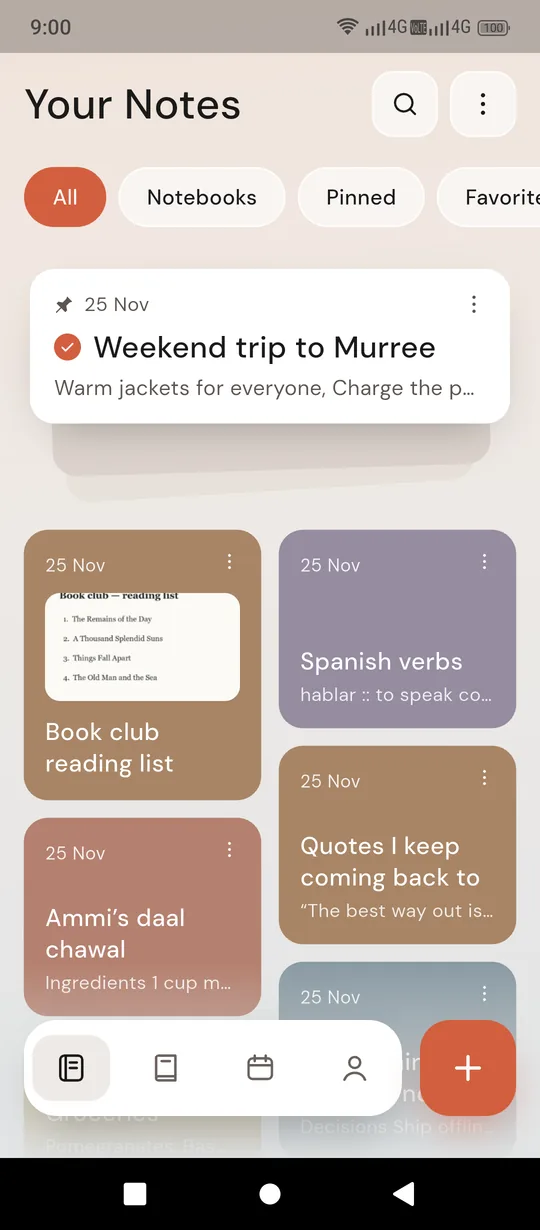 9:00
4G VoLTE 4G 100
Your Notes
All
Notebooks
Pinned
Favorite
25 Nov
Weekend trip to Murree
Warm jackets for everyone, Charge the p...
25 Nov
Book club — reading list
1. The Remains of the Day
2. A Thousand Splendid Suns
3. Things Fall Apart
4. The Old Man and the Sea
Book club
reading list
25 Nov
Spanish verbs
hablar :: to speak co...
25 Nov
Quotes I keep
coming back to
“The best way out is...
25 Nov
Ammi’s daal
chawal
Ingredients 1 cup m...
25 Nov
Groceries
Decisions Ship offlin...